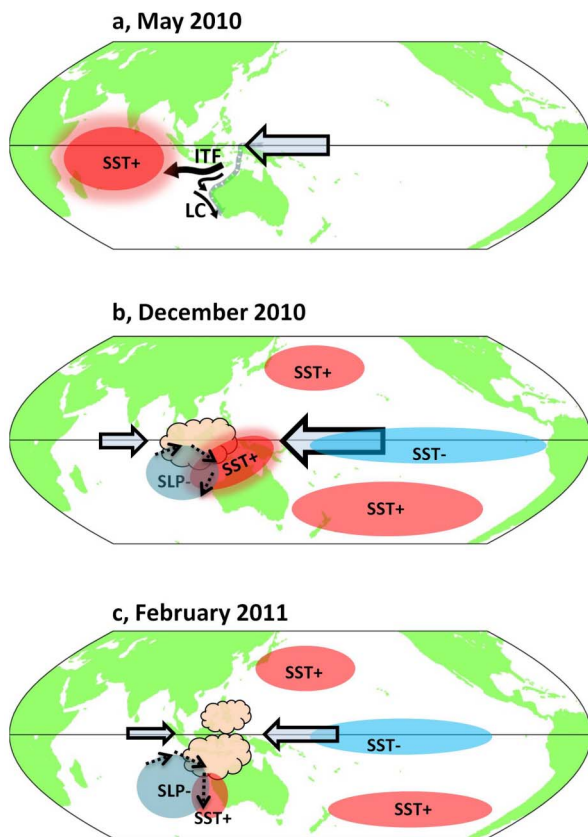 a, May 2010
SST+
ITF
LC
b, December 2010
SST+
SST-
SST+
SLP-
SST+
c, February 2011
SST+
SST-
SLP-
SST+
SST+